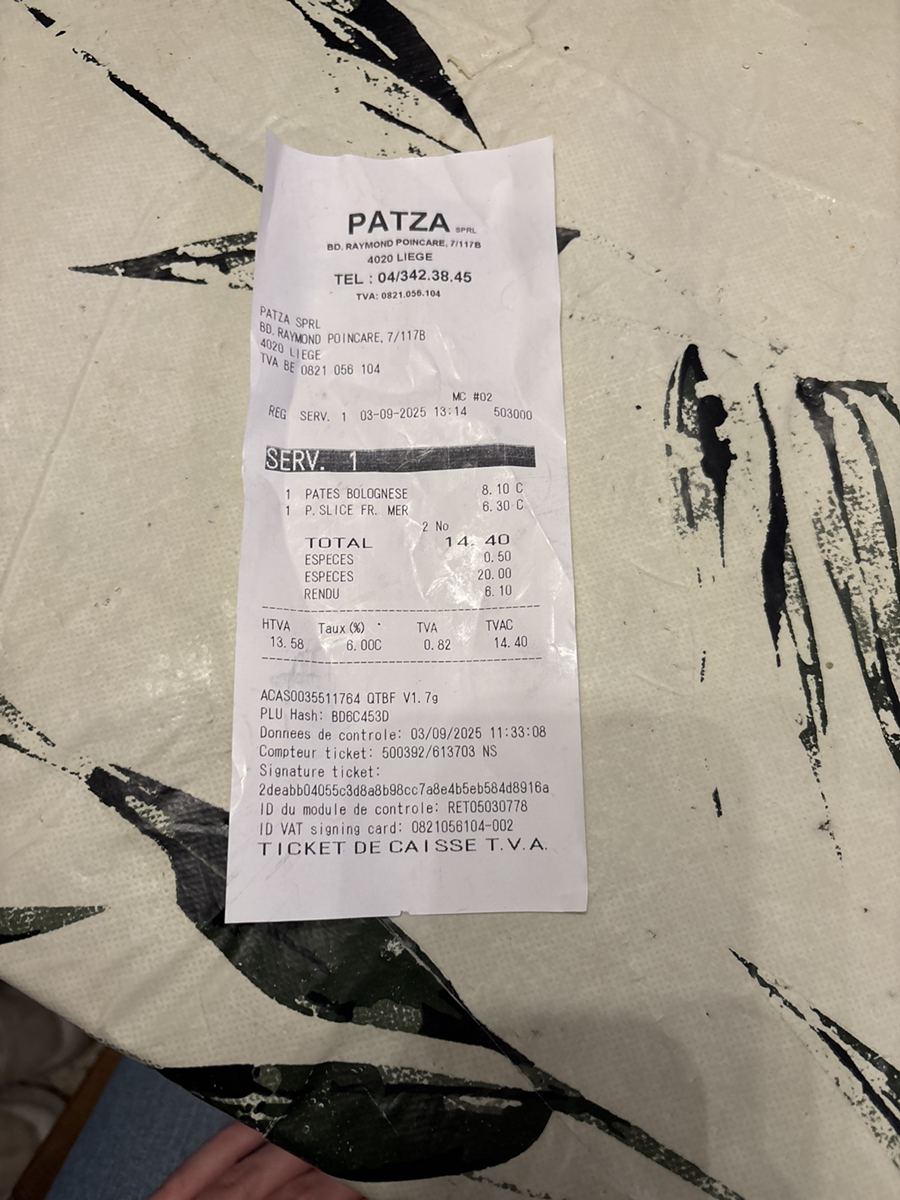 PATZA SPRL
BD. RAYMOND POINCARE, 7/117B
4020 LIEGE
TEL : 04/342.38.45
TVA: 0821.056.104
PATZA SPRL
BD. RAYMOND POINCARE, 7/117B
4020 LIEGE
TVA BE 0821 056 104
MC #02
REG SERV. 1 03-09-2025 13:14 503000
SERV. 1
1 PATES BOLOGNESE 8.10 C
1 P.SLICE FR. MER 6.30 C
2 No
TOTAL 14.40
ESPECES 0.50
ESPECES 20.00
RENDU 6.10
HTVA Taux (%) TVA TVAC
13.58 6.00C 0.82 14.40
ACAS0035511764 QTBF V1.7g
PLU Hash: BD6C453D
Donnees de controle: 03/09/2025 11:33:08
Compteur ticket: 500392/613703 NS
Signature ticket:
2deabb04055c3d8a8b98cc7a8e4b5eb584d8916a
ID du module de controle: RET05030778
ID VAT signing card: 0821056104-002
TICKET DE CAISSE T.V.A.